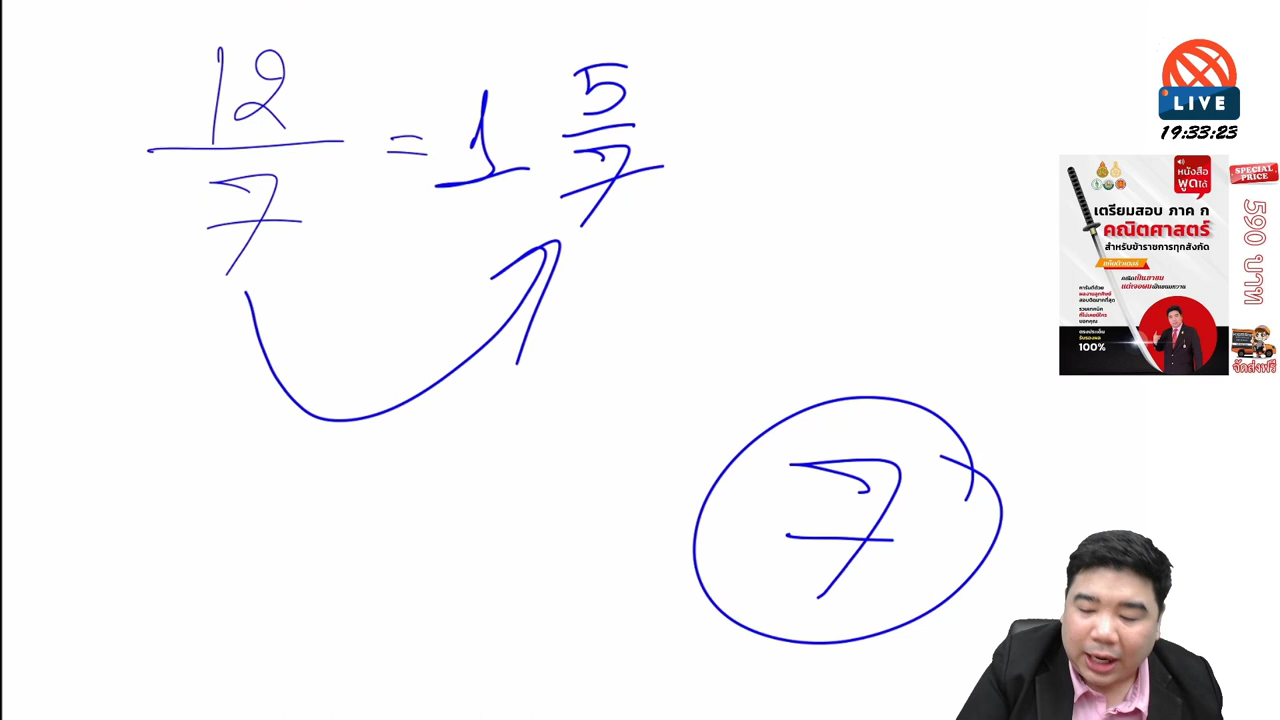 12/7 = 1 5/7
7
LIVE
19:33:23
หนังสือ
พูดได้
SPECIAL
PRICE
เตรียมสอบ ภาค ก
คณิตศาสตร์
สำหรับข้าราชการทุกสังกัด
590 บาท
100%
จัดส่งฟรี